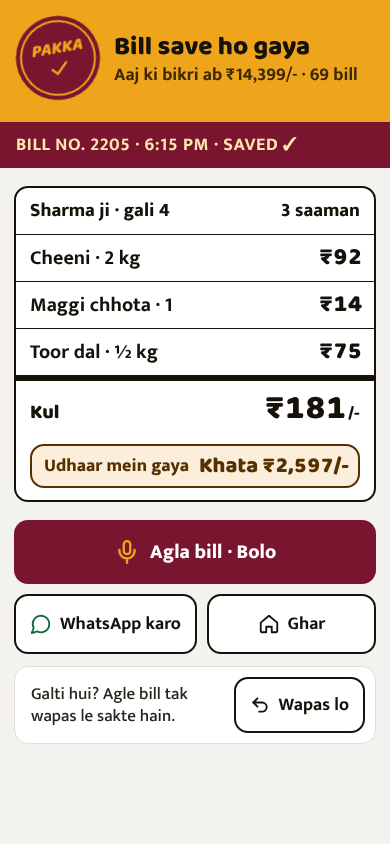 PAKKA
Bill save ho gaya
Aaj ki bikri ab ₹14,399/- · 69 bill
BILL NO. 2205 · 6:15 PM · SAVED ✓
Sharma ji · gali 4 3 saaman
Cheeni · 2 kg ₹92
Maggi chhota · 1 ₹14
Toor dal · ½ kg ₹75
Kul ₹181/-
Udhaar mein gaya Khata ₹2,597/-
Agla bill · Bolo
WhatsApp karo Ghar
Galti hui? Agle bill tak
wapas le sakte hain.
Wapas lo